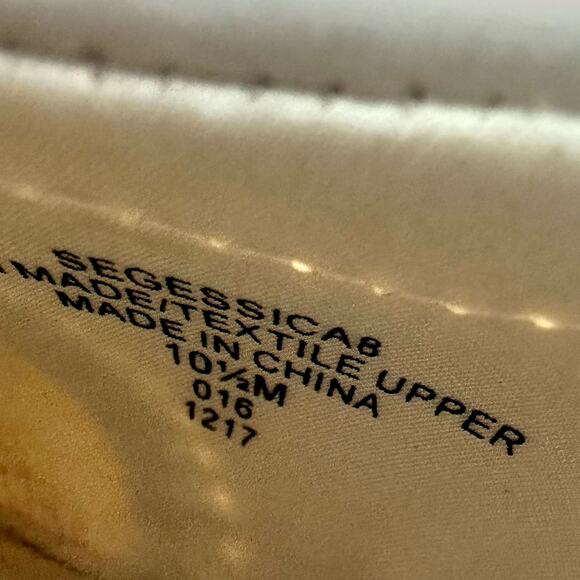 SEGESSICA8
MADE/TEXTILE UPPER
MADE IN CHINA
10½M
016
1217